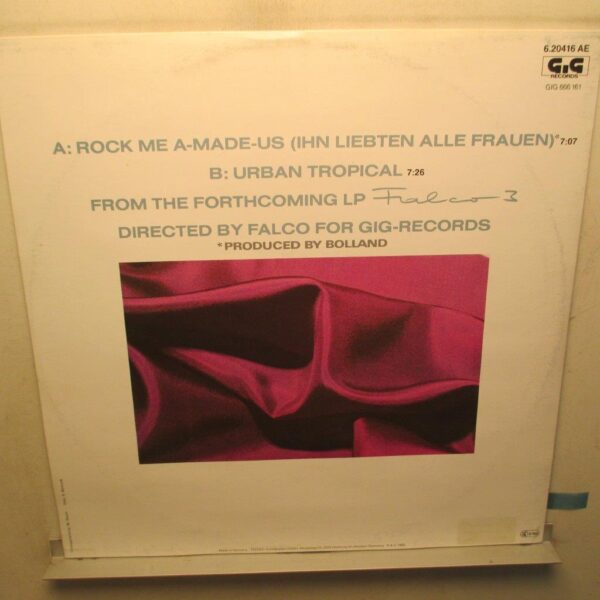 6.20416 AE
GiG
RECORDS
GIG 666 161
A: ROCK ME A-MADE-US (IHN LIEBTEN ALLE FRAUEN)* 7:07
B: URBAN TROPICAL 7:26
FROM THE FORTHCOMING LP Falco 3
DIRECTED BY FALCO FOR GIG-RECORDS
*PRODUCED BY BOLLAND